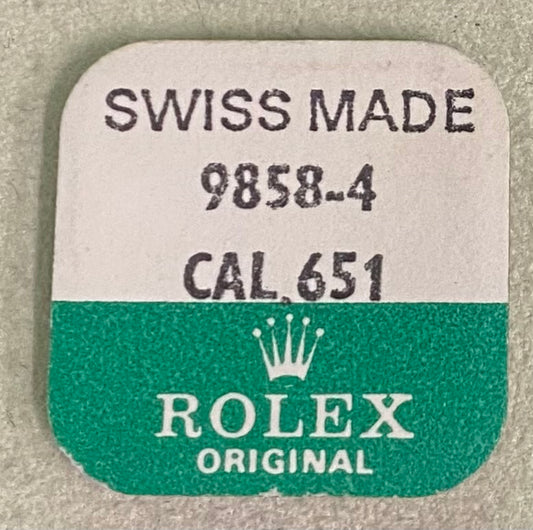 SWISS MADE
9858-4
CAL.651
ROLEX
ORIGINAL